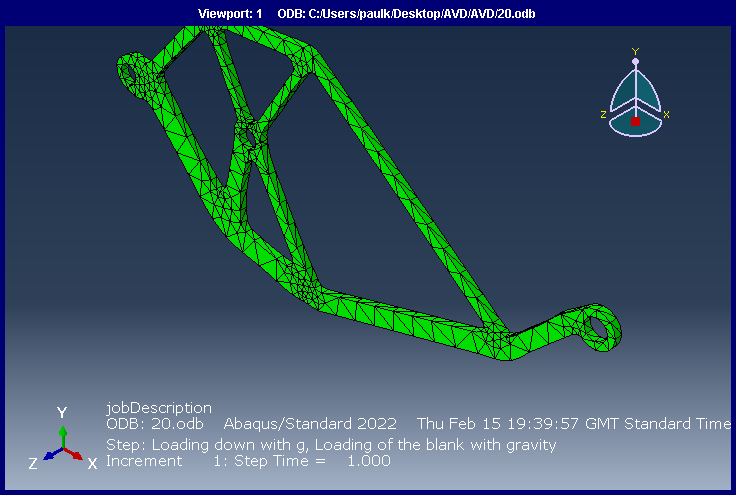 Viewport: 1 ODB: C:/Users/paulk/Desktop/AVD/AVD/20.odb
Y
Z X
jobDescription
ODB: 20.odb Abaqus/Standard 2022 Thu Feb 15 19:39:57 GMT Standard Time
Step: Loading down with g, Loading of the blank with gravity
Increment 1: Step Time = 1.000
Y
Z X